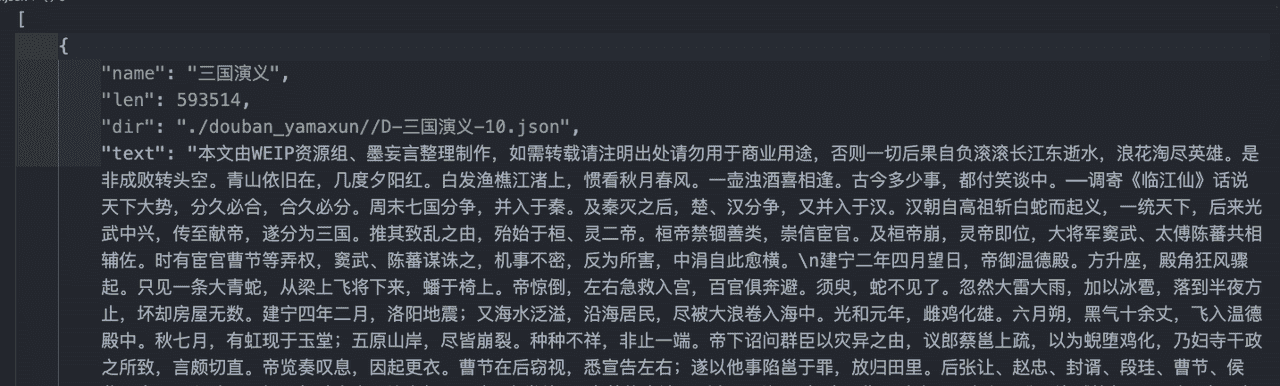 [
{
"name": "三国演义",
"len": 593514,
"dir": "./douban_yamaxun//D-三国演义-10.json",
"text": "本文由WEIP资源组、墨妄言整理制作，如需转载请注明出处请勿用于商业用途，否则一切后果自负滚滚长江东逝水，浪花淘尽英雄。是
非成败转头空。青山依旧在，几度夕阳红。白发渔樵江渚上，惯看秋月春风。一壶浊酒喜相逢。古今多少事，都付笑谈中。——调寄《临江仙》话说
天下大势，分久必合，合久必分。周末七国分争，并入于秦。及秦灭之后，楚、汉分争，又并入于汉。汉朝自高祖斩白蛇而起义，一统天下，后来光
武中兴，传至献帝，遂分为三国。推其致乱之由，殆始于桓、灵二帝。桓帝禁锢善类，崇信宦官。及桓帝崩，灵帝即位，大将军窦武、太傅陈蕃共相
辅佐。时有宦官曹节等弄权，窦武、陈蕃谋诛之，机事不密，反为所害，中涓自此愈横。\n建宁二年四月望日，帝御温德殿。方升座，殿角狂风骤
起。只见一条大青蛇，从梁上飞将下来，蟠于椅上。帝惊倒，左右急救入宫，百官俱奔避。须臾，蛇不见了。忽然大雷大雨，加以冰雹，落到半夜方
止，坏却房屋无数。建宁四年二月，洛阳地震；又海水泛溢，沿海居民，尽被大浪卷入海中。光和元年，雌鸡化雄。六月朔，黑气十余丈，飞入温德
殿中。秋七月，有虹现于玉堂；五原山岸，尽皆崩裂。种种不祥，非止一端。帝下诏问群臣以灾异之由，议郎蔡邕上疏，以为蜺堕鸡化，乃妇寺干政
之所致，言颇切直。帝览奏叹息，因起更衣。曹节在后窃视，悉宣告左右；遂以他事陷邕于罪，放归田里。后张让、赵忠、封谞、段珪、曹节、侯